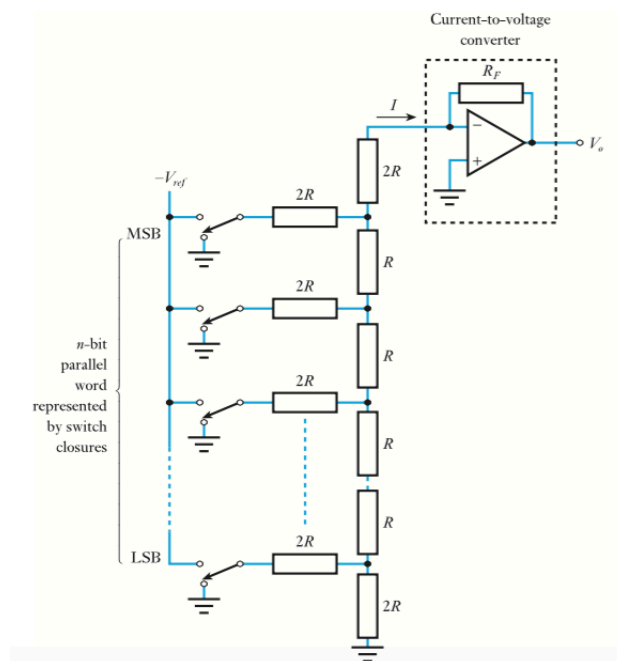 Current-to-voltage
converter
R_F
I
−
+
V_o
2R
−V_ref
2R
MSB
R
2R
n-bit
parallel
word
represented
by switch
closures
R
2R
R
R
2R
LSB
2R